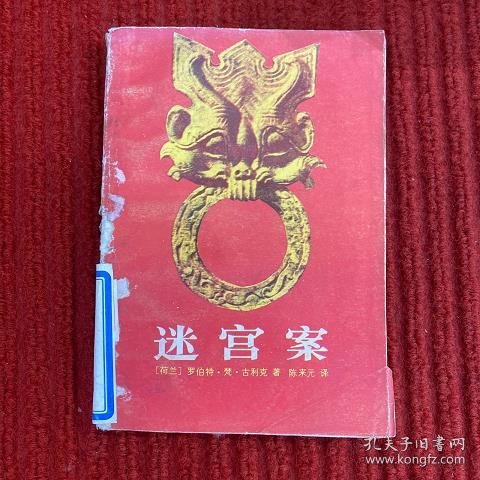 迷宫案
[荷兰] 罗伯特·梵·古利克 著 陈来元 译
孔夫子旧书网
www.kongfz.com